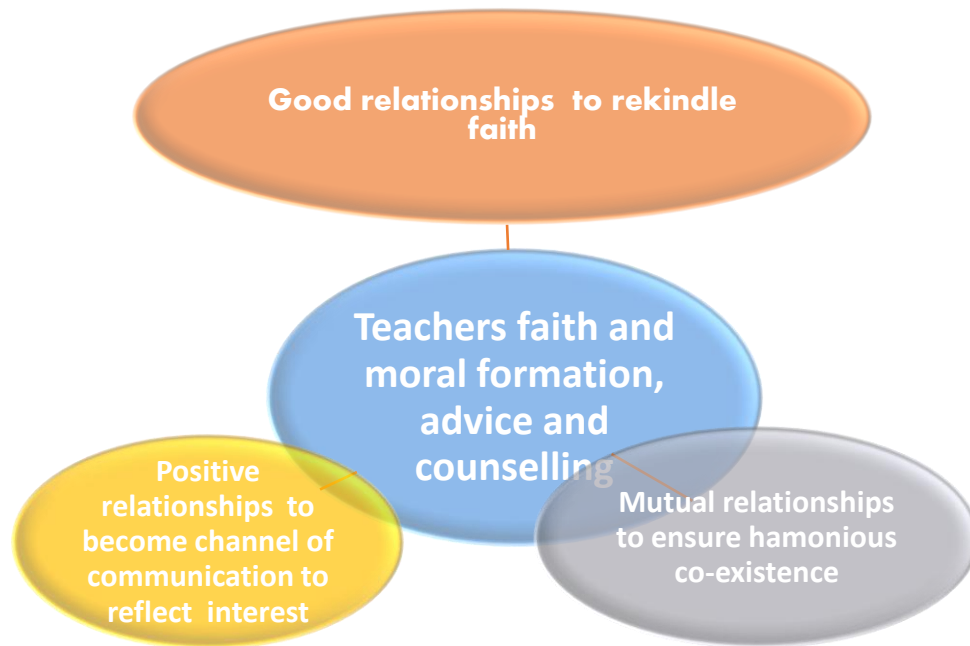 Good relationships to rekindle
faith
Teachers faith and
moral formation,
advice and
counselling
Positive
relationships to
become channel of
communication to
reflect interest
Mutual relationships
to ensure hamonious
co-existence